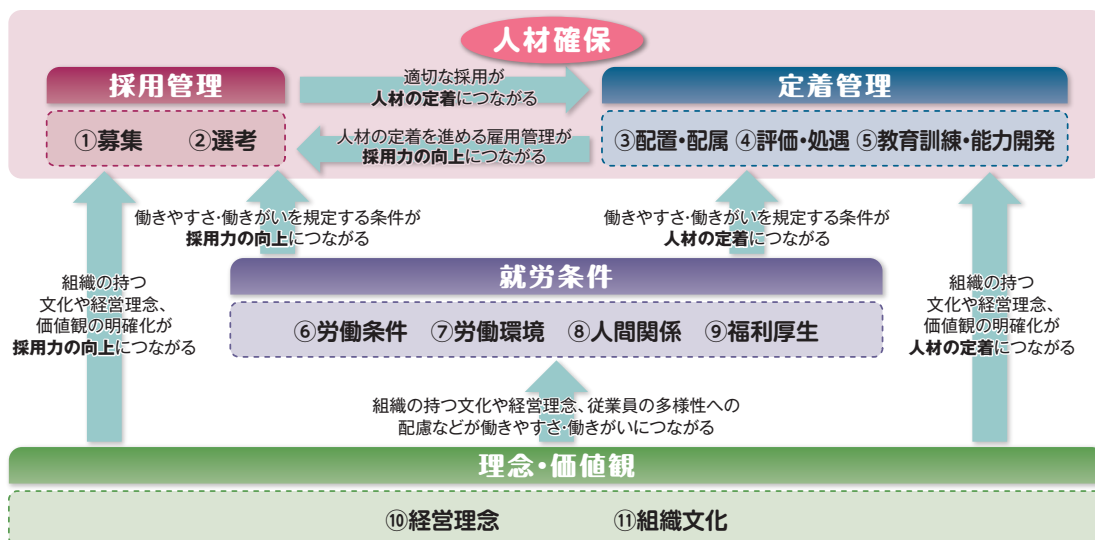 人材確保
採用管理
①募集 ②選考
適切な採用が
人材の定着につながる
人材の定着を進める雇用管理が
採用力の向上につながる
定着管理
③配置・配属 ④評価・処遇 ⑤教育訓練・能力開発
働きやすさ・働きがいを規定する条件が
採用力の向上につながる
働きやすさ・働きがいを規定する条件が
人材の定着につながる
組織の持つ
文化や経営理念、
価値観の明確化が
採用力の向上につながる
就労条件
⑥労働条件 ⑦労働環境 ⑧人間関係 ⑨福利厚生
組織の持つ
文化や経営理念、
価値観の明確化が
人材の定着につながる
組織の持つ文化や経営理念、従業員の多様性への
配慮などが働きやすさ・働きがいにつながる
理念・価値観
⑩経営理念 ⑪組織文化